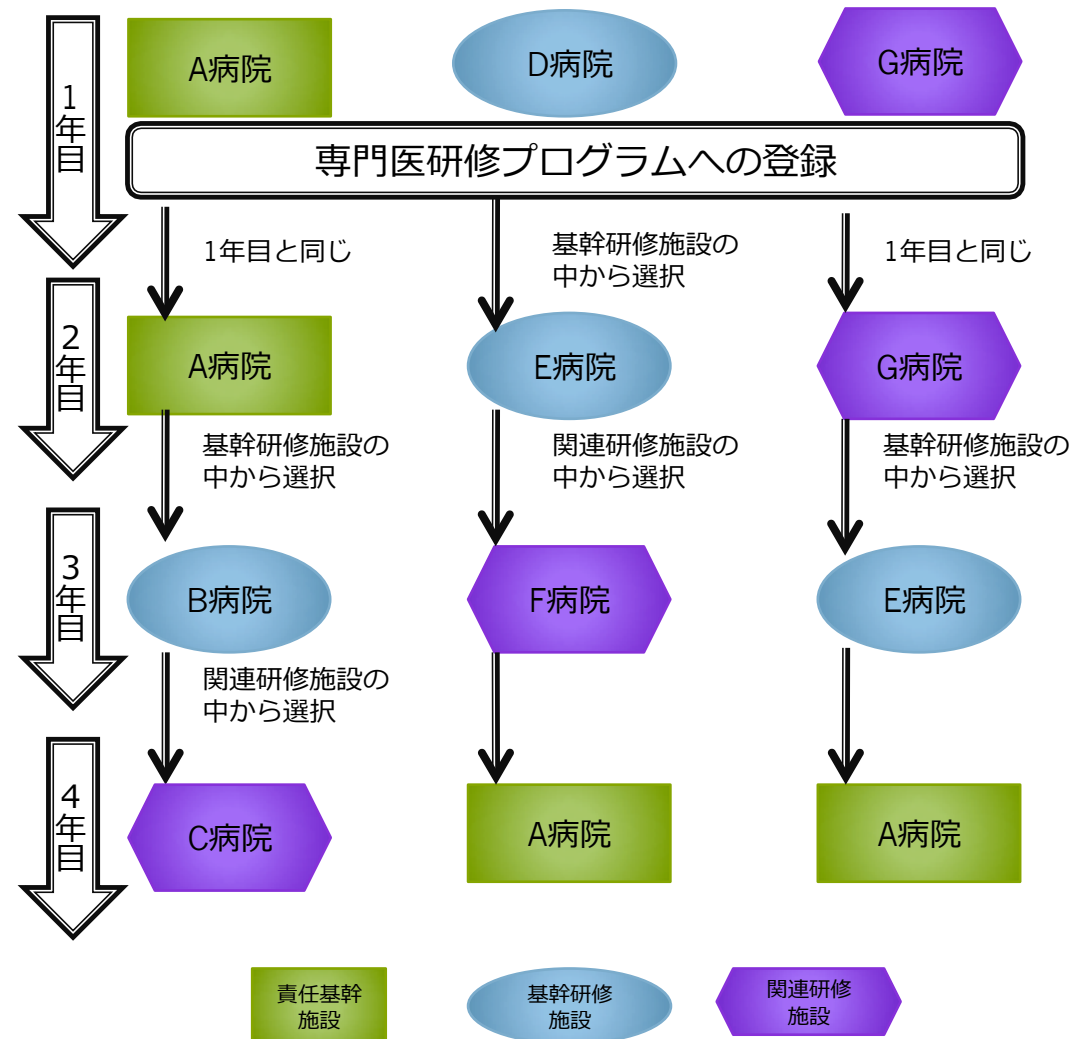 1年目
A病院
D病院
G病院
専門医研修プログラムへの登録
1年目と同じ
基幹研修施設の
中から選択
1年目と同じ
2年目
A病院
E病院
G病院
基幹研修施設の
中から選択
関連研修施設の
中から選択
基幹研修施設の
中から選択
3年目
B病院
F病院
E病院
関連研修施設の
中から選択
4年目
C病院
A病院
A病院
責任基幹
施設
基幹研修
施設
関連研修
施設